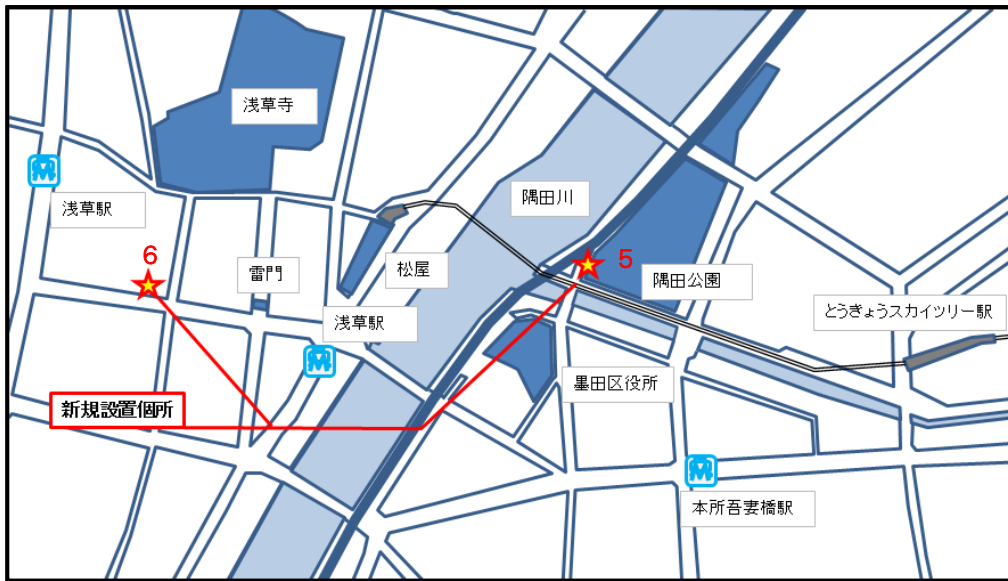 浅草寺
浅草駅
隅田川
6
5
雷門
松屋
隅田公園
とうきょうスカイツリー駅
浅草駅
墨田区役所
新規設置個所
本所吾妻橋駅